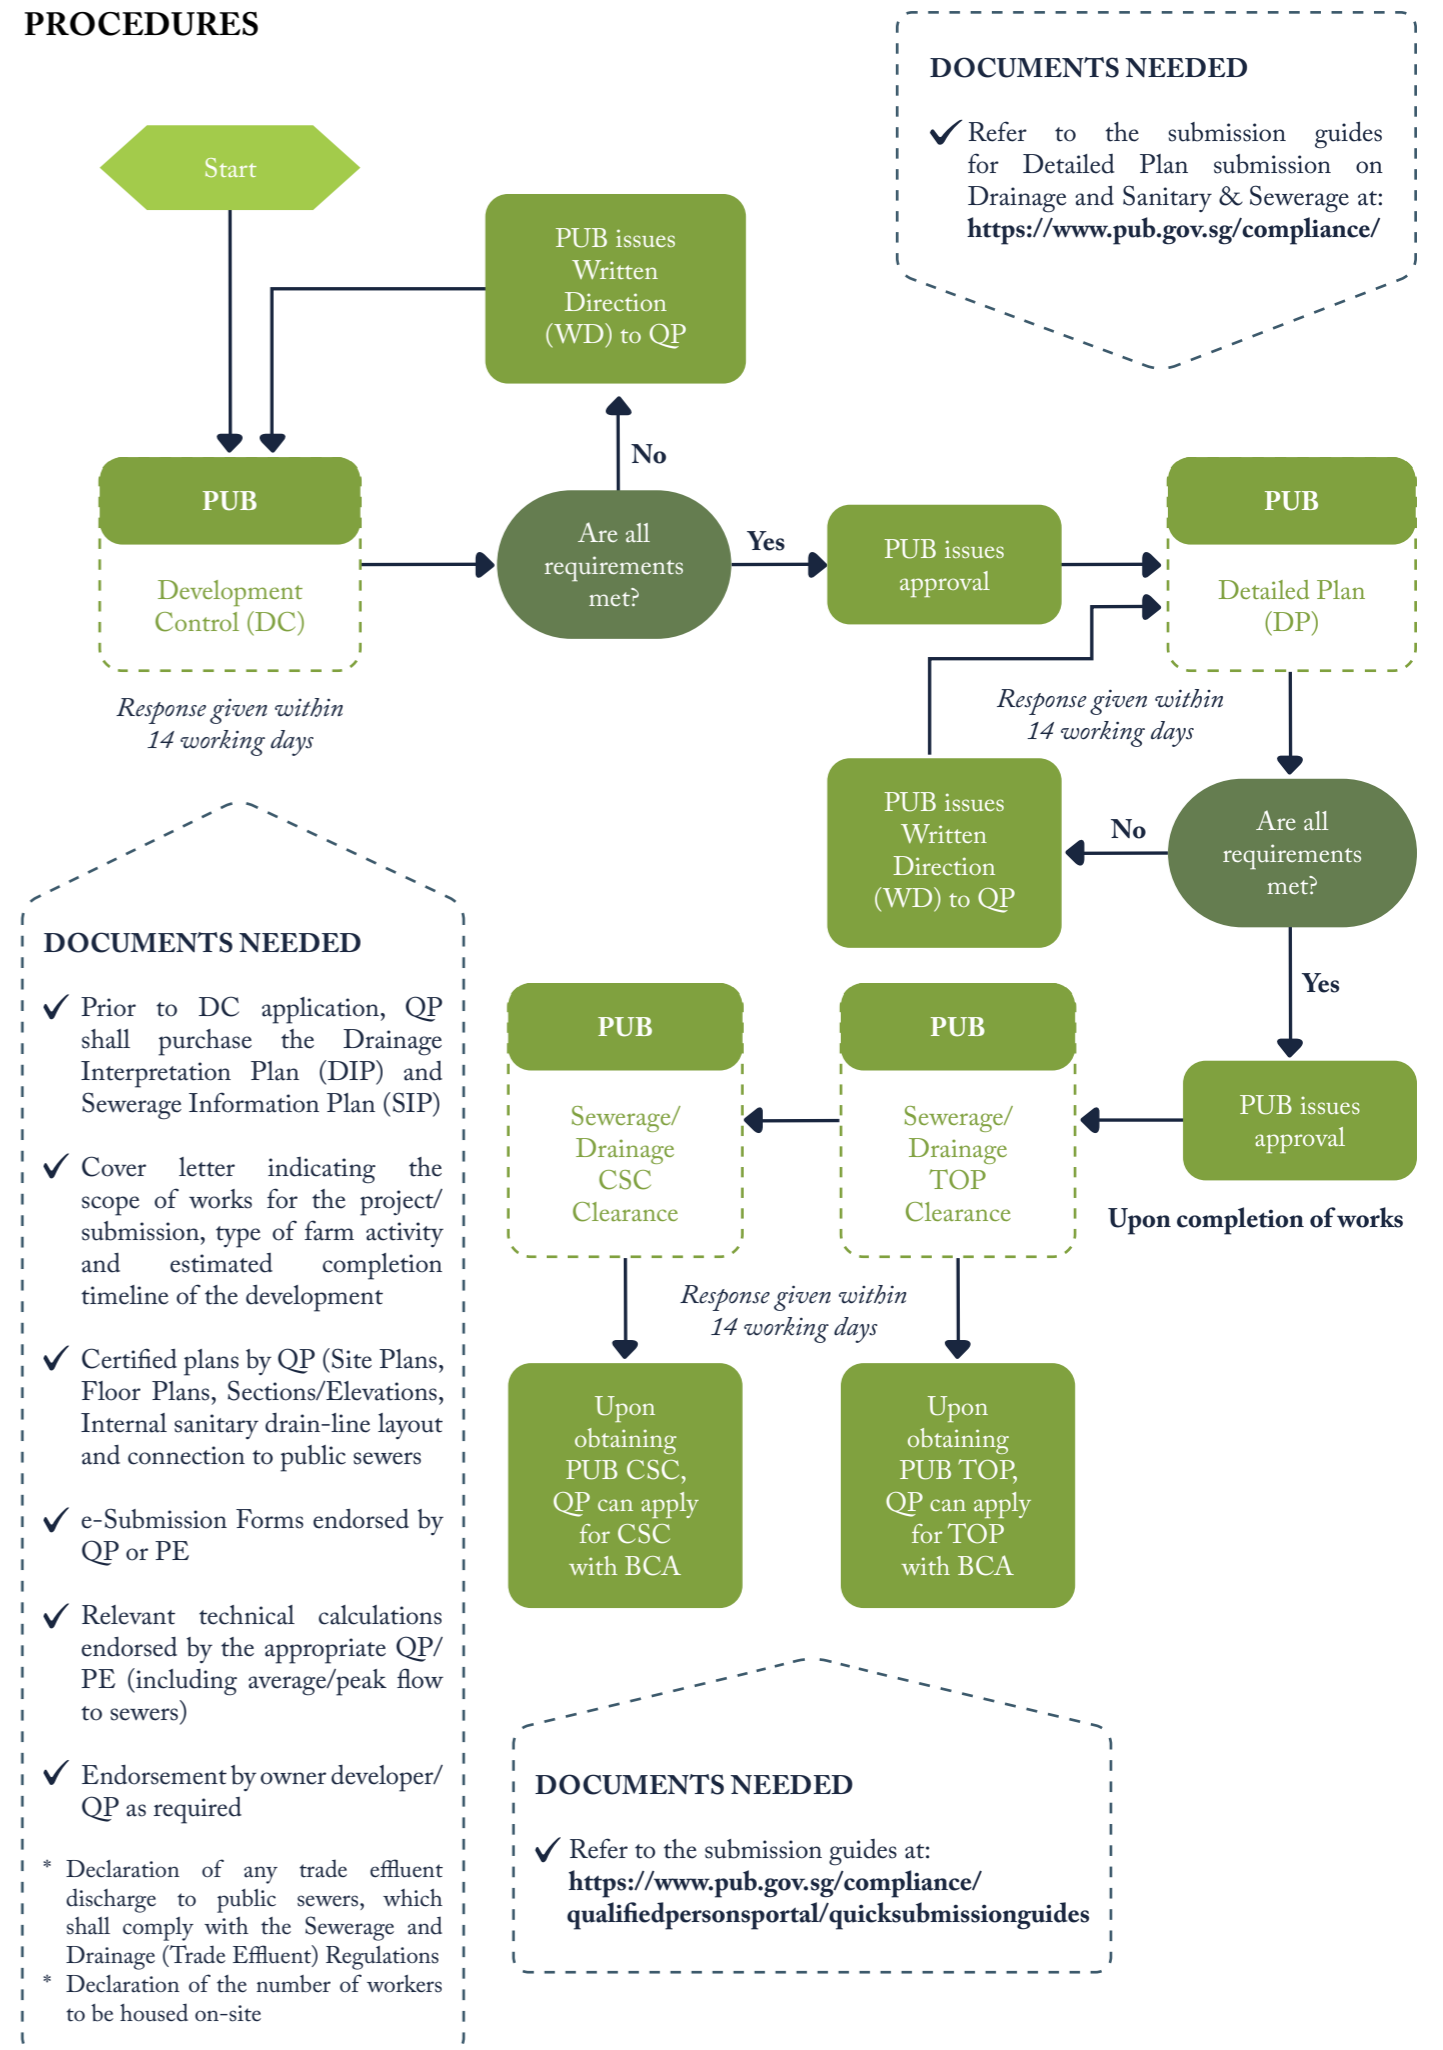 PROCEDURES
DOCUMENTS NEEDED
Refer to the submission guides
for Detailed Plan submission on
Drainage and Sanitary & Sewerage at:
https://www.pub.gov.sg/compliance/
Start
PUB issues
Written
Direction
(WD) to QP
No
PUB
Development
Control (DC)
Response given within
14 working days
Are all
requirements
met?
Yes
PUB issues
approval
PUB
Detailed Plan
(DP)
Response given within
14 working days
PUB issues
Written
Direction
(WD) to QP
No
Are all
requirements
met?
Yes
PUB issues
approval
Upon completion of works
PUB
Sewerage/
Drainage
TOP
Clearance
PUB
Sewerage/
Drainage
CSC
Clearance
Response given within
14 working days
Upon
obtaining
PUB CSC,
QP can apply
for CSC
with BCA
Upon
obtaining
PUB TOP,
QP can apply
for TOP
with BCA
DOCUMENTS NEEDED
Prior to DC application, QP
shall purchase the Drainage
Interpretation Plan (DIP) and
Sewerage Information Plan (SIP)
Cover letter indicating the
scope of works for the project/
submission, type of farm activity
and estimated completion
timeline of the development
Certified plans by QP (Site Plans,
Floor Plans, Sections/Elevations,
Internal sanitary drain-line layout
and connection to public sewers
e-Submission Forms endorsed by
QP or PE
Relevant technical calculations
endorsed by the appropriate QP/
PE (including average/peak flow
to sewers)
Endorsement by owner developer/
QP as required
* Declaration of any trade effluent
discharge to public sewers, which
shall comply with the Sewerage and
Drainage (Trade Effluent) Regulations
* Declaration of the number of workers
to be housed on-site
DOCUMENTS NEEDED
Refer to the submission guides at:
https://www.pub.gov.sg/compliance/
qualifiedpersonsportal/quicksubmissionguides